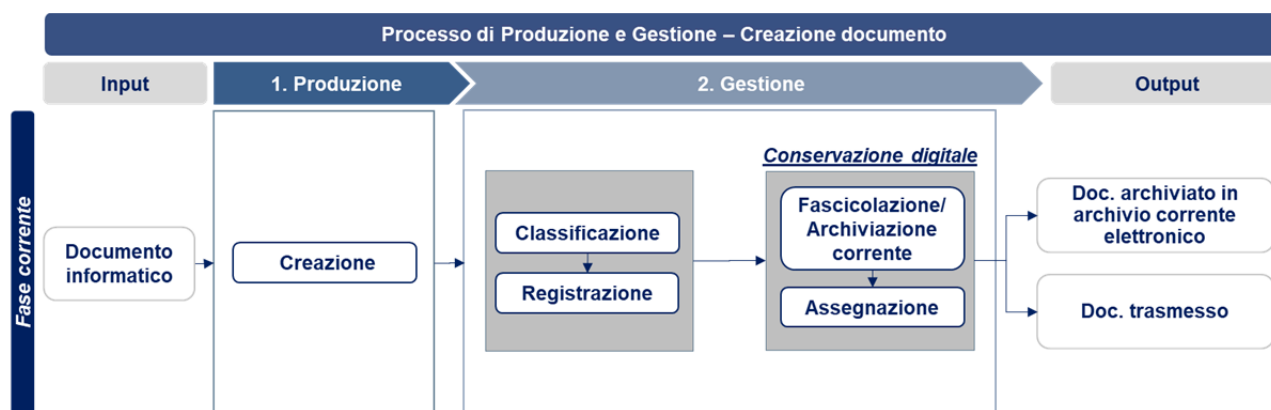 Processo di Produzione e Gestione – Creazione documento
Input
1. Produzione
2. Gestione
Output
Fase corrente
Documento
informatico
Creazione
Classificazione
Registrazione
Conservazione digitale
Fascicolazione/
Archiviazione
corrente
Assegnazione
Doc. archiviato in
archivio corrente
elettronico
Doc. trasmesso